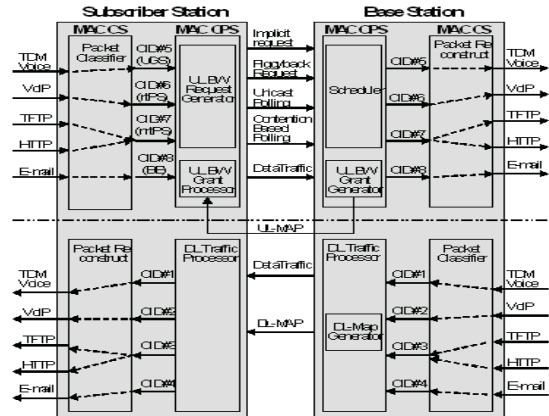 Subscriber Station
Base Station
MAC CS
MAC CPS
MAC CPS
MAC CS
Packet
Classifier
CID#5
(UGS)
CID#6
(rtPS)
CID#7
(nrtPS)
CID#8
(BE)
UL BW
Request
Generator
UL BW
Grant
Processor
Implicit
request
Piggyback
Request
Unicast
Polling
Contention
Based
Polling
Data Traffic
Scheduler
UL BW
Grant
Generator
CID#5
CID#6
CID#7
CID#8
Packet Re
construct
TDM
Voice
VoIP
TFTP
HTTP
E-mail
TDM
Voice
VoIP
TFTP
HTTP
E-mail
UL-MAP
Packet Re
construct
DL Traffic
Processor
Data Traffic
DL-MAP
DL Traffic
Processor
DL-Map
Generator
Packet
Classifier
CID#1
CID#2
CID#3
CID#4
CID#1
CID#2
CID#3
CID#4
TDM
Voice
VoIP
TFTP
HTTP
E-mail
TDM
Voice
VoIP
TFTP
HTTP
E-mail